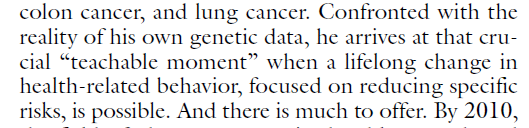 colon cancer, and lung cancer. Confronted with the
reality of his own genetic data, he arrives at that cru-
cial “teachable moment” when a lifelong change in
health-related behavior, focused on reducing specific
risks, is possible. And there is much to offer. By 2010,